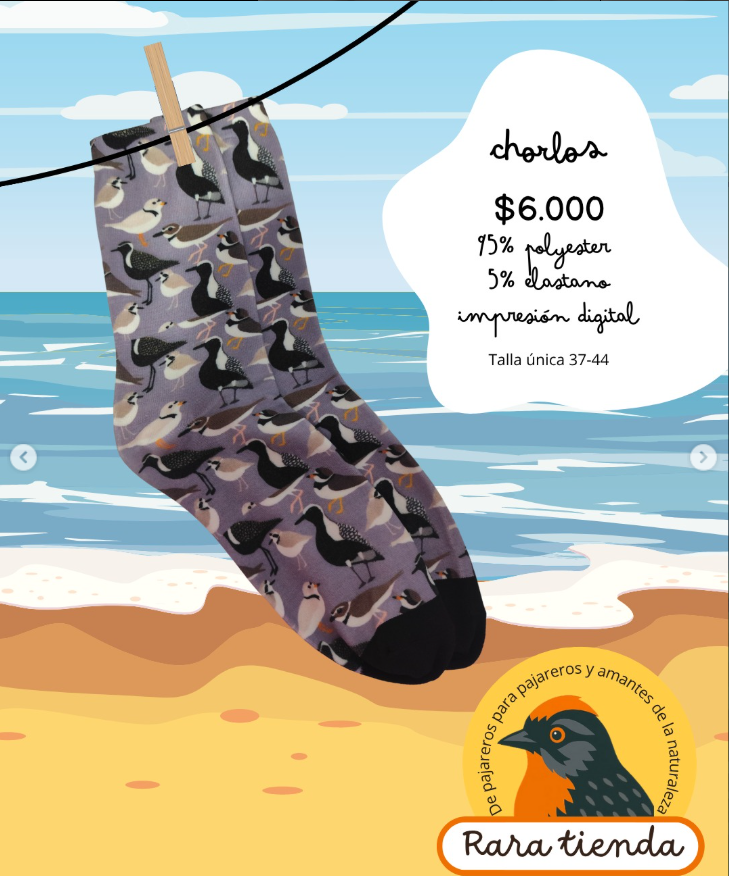 chorlos
$6.000
95% polyester
5% elastano
impresión digital
Talla única 37-44
De pajareros para pajareros y amantes de la naturaleza
Rara tienda